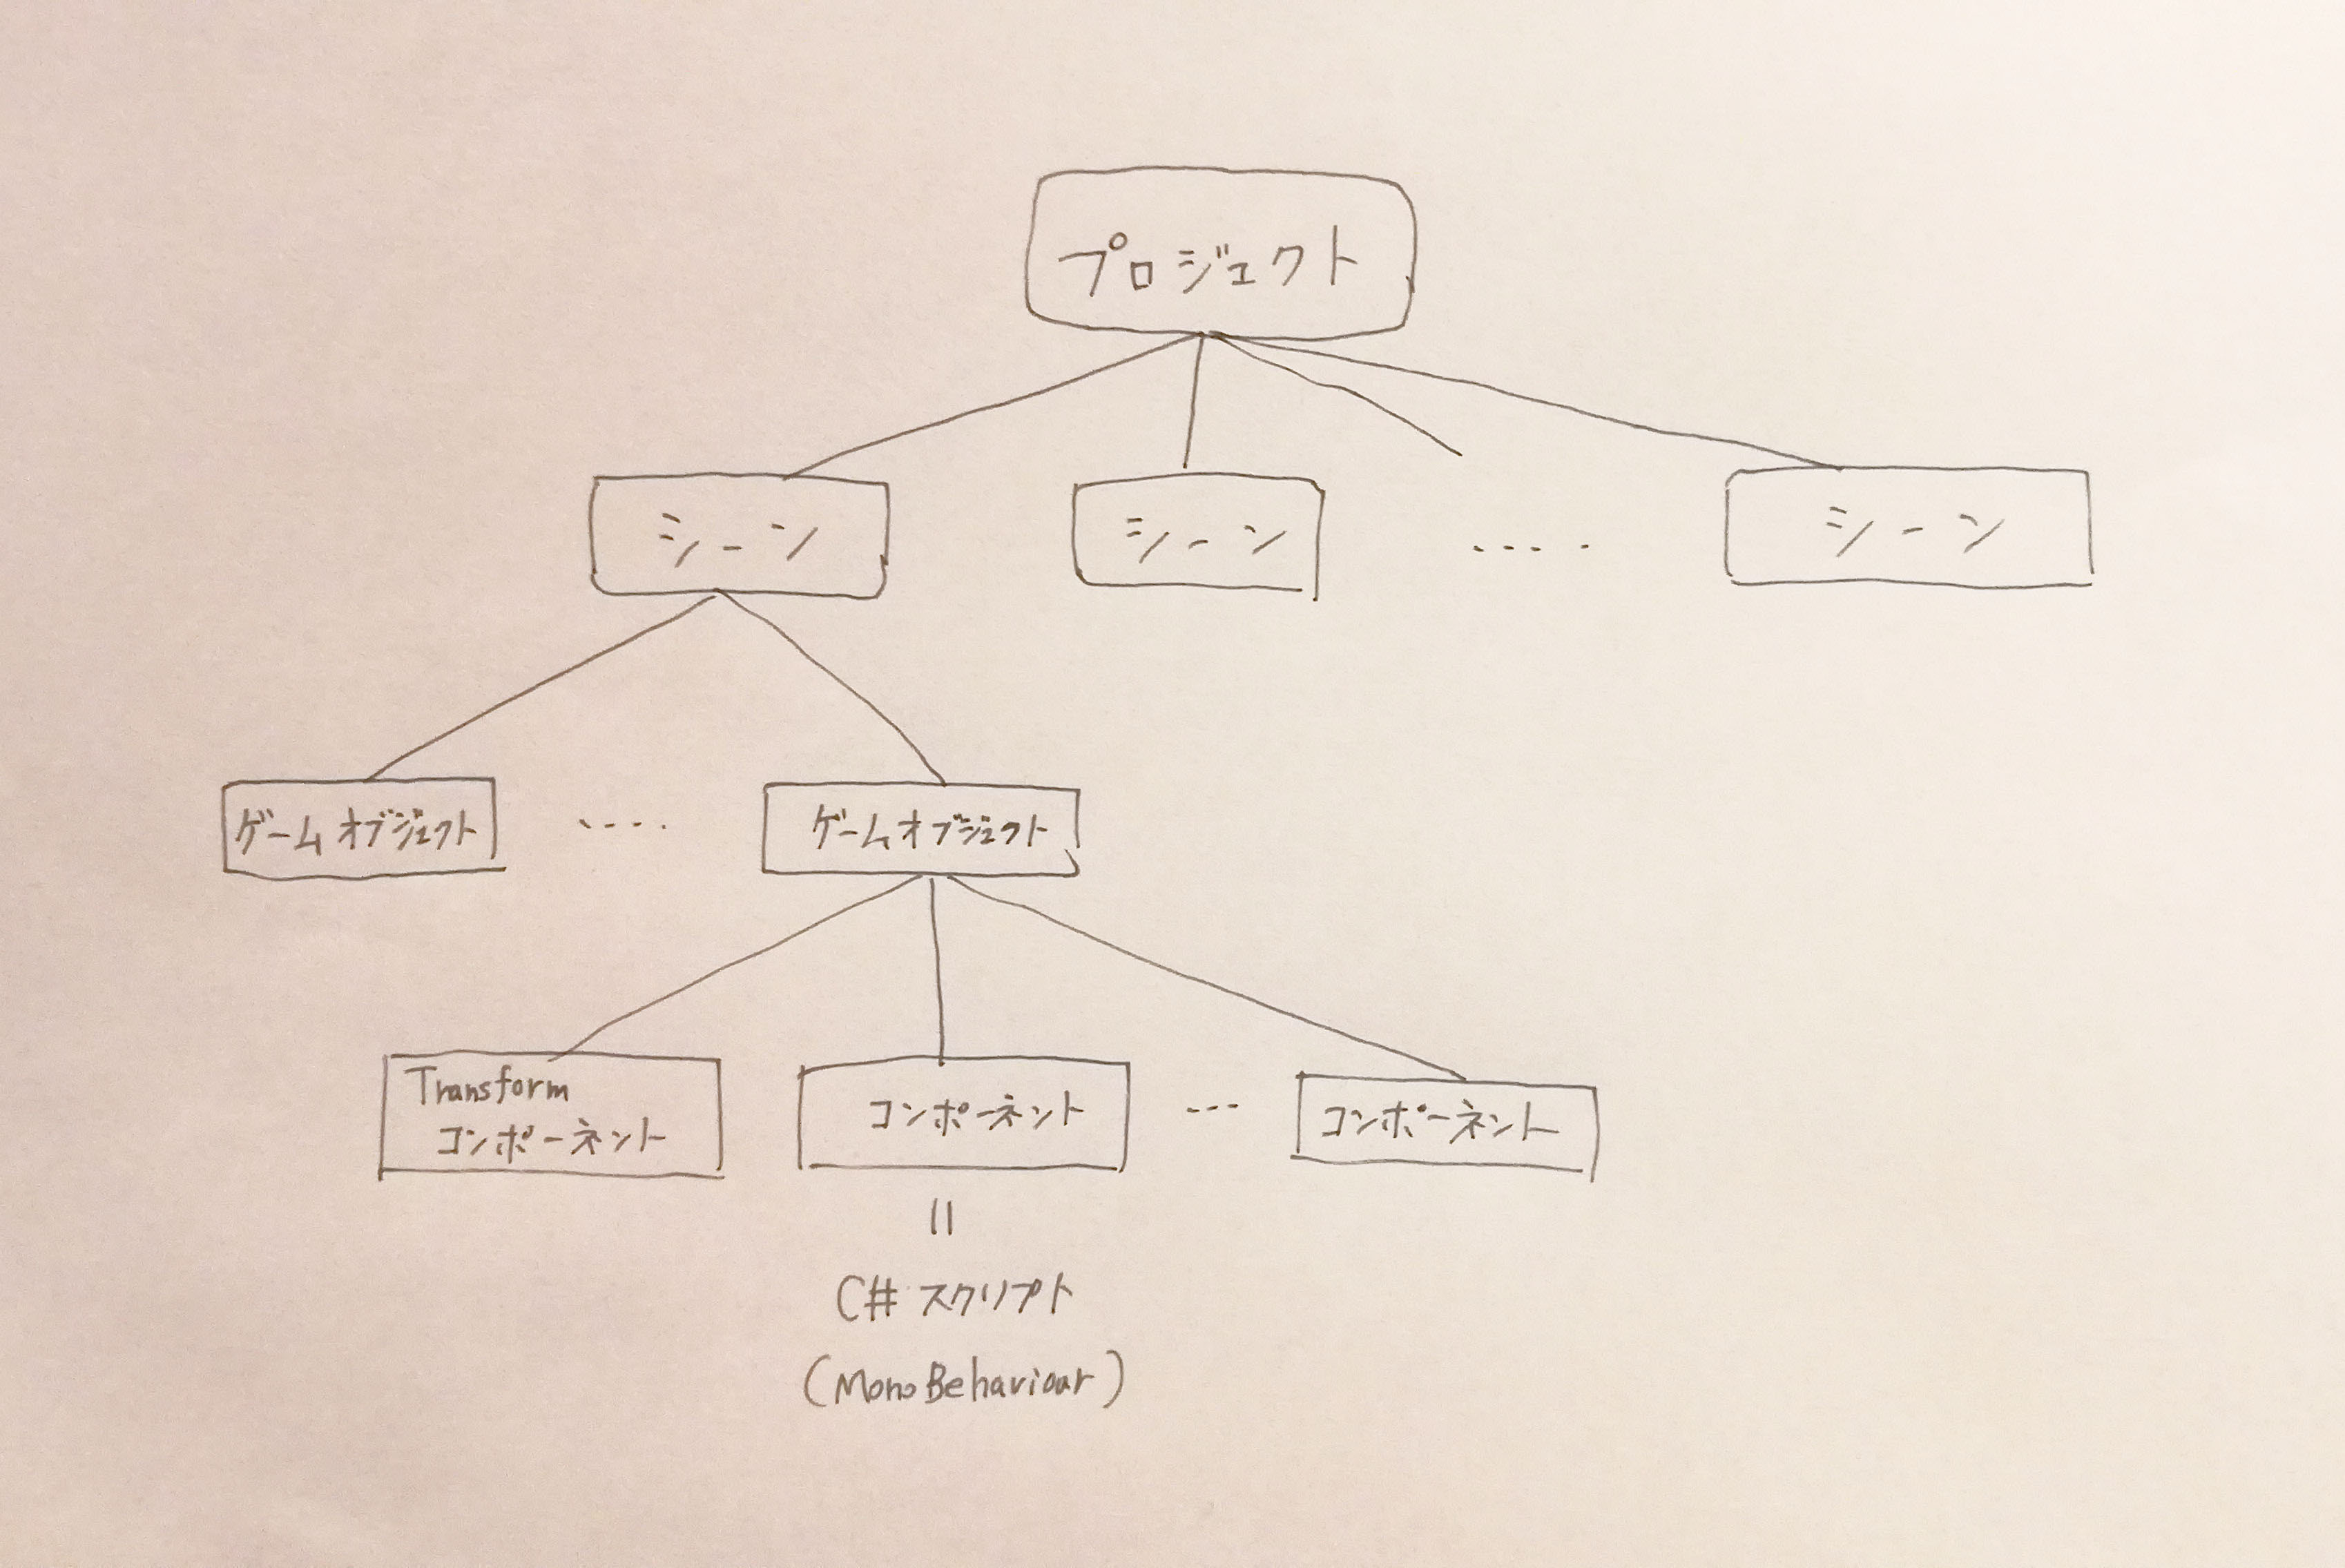 プロジェクト
シーン
シーン
....
シーン
ゲームオブジェクト
....
ゲームオブジェクト
Transform
コンポーネント
コンポーネント
...
コンポーネント
||
C# スクリプト
(MonoBehaviour)